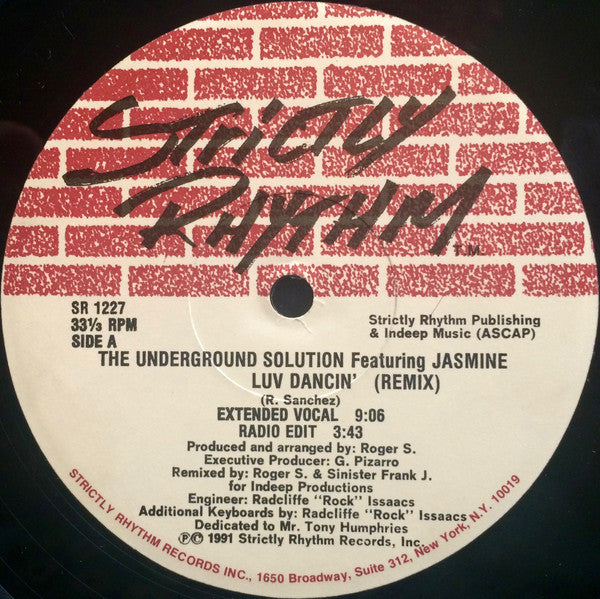 STRICTLY
RHYTHM
T.M.
SR 1227
33⅓ RPM
SIDE A
Strictly Rhythm Publishing
& Indeep Music (ASCAP)
THE UNDERGROUND SOLUTION Featuring JASMINE
LUV DANCIN' (REMIX)
(R. Sanchez)
EXTENDED VOCAL 9:06
RADIO EDIT 3:43
Produced and arranged by: Roger S.
Executive Producer: G. Pizarro
Remixed by: Roger S. & Sinister Frank J.
for Indeep Productions
Engineer: Radcliffe "Rock" Issaacs
Additional Keyboards by: Radcliffe "Rock" Issaacs
Dedicated to Mr. Tony Humphries
℗© 1991 Strictly Rhythm Records, Inc.
STRICTLY RHYTHM RECORDS INC., 1650 Broadway, Suite 312, New York, N.Y. 10019